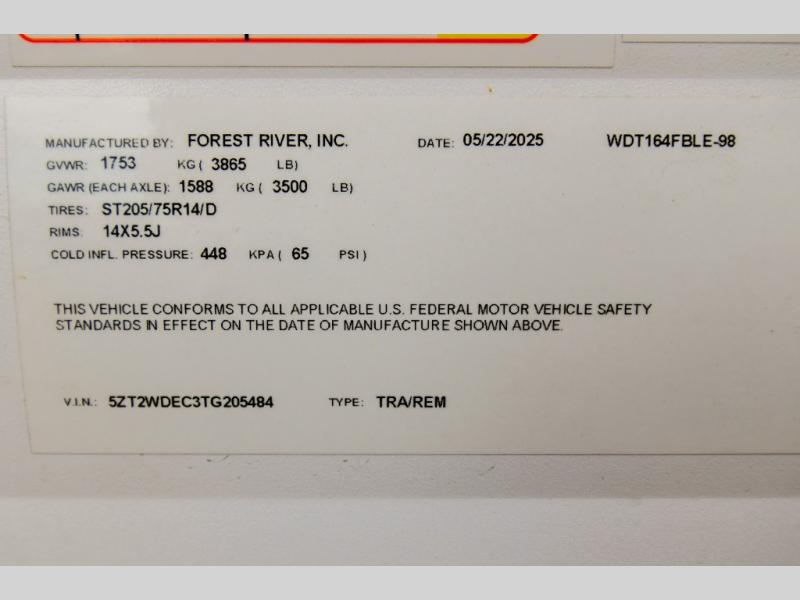 MANUFACTURED BY: FOREST RIVER, INC. DATE: 05/22/2025 WDT164FBLE-98
GVWR: 1753 KG ( 3865 LB)
GAWR (EACH AXLE): 1588 KG ( 3500 LB)
TIRES: ST205/75R14/D
RIMS. 14X5.5J
COLD INFL. PRESSURE: 448 KPA ( 65 PSI )
THIS VEHICLE CONFORMS TO ALL APPLICABLE U.S. FEDERAL MOTOR VEHICLE SAFETY
STANDARDS IN EFFECT ON THE DATE OF MANUFACTURE SHOWN ABOVE.
V.I.N.: 5ZT2WDEC3TG205484 TYPE: TRA/REM